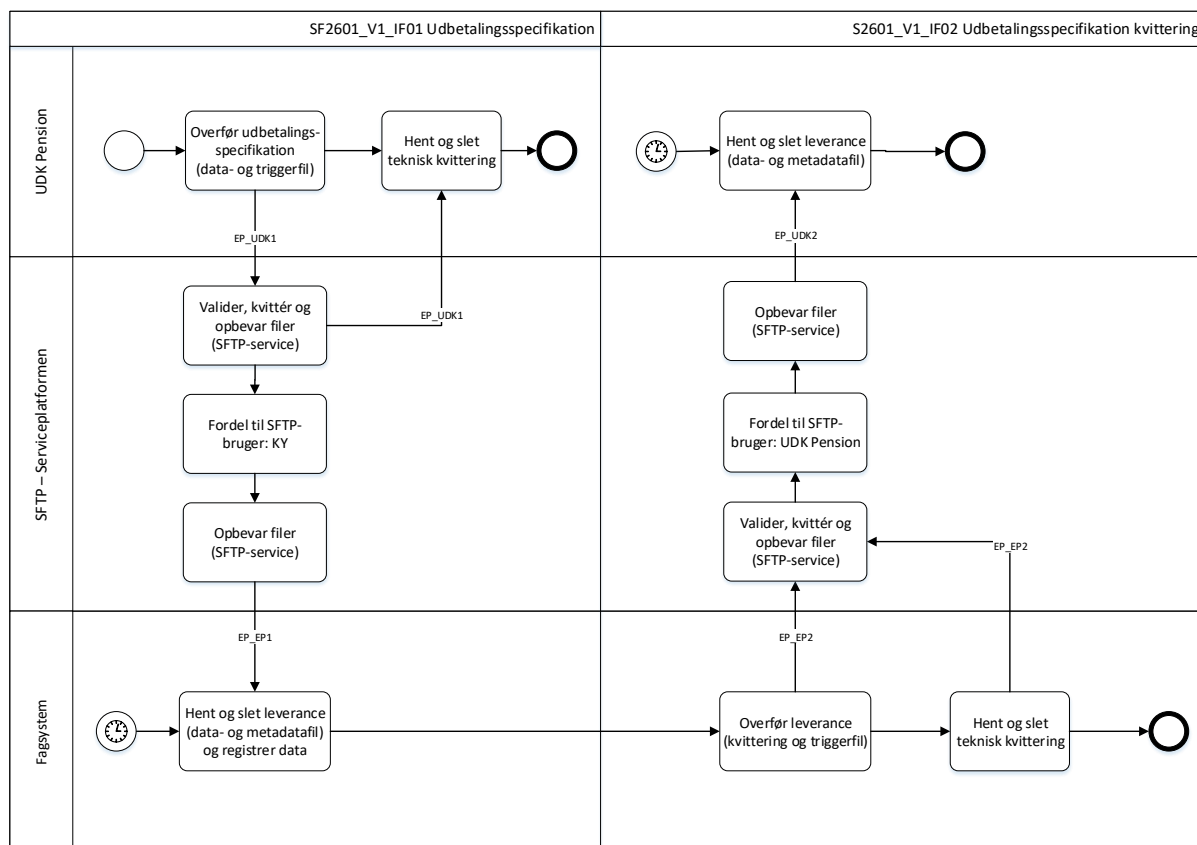 SF2601_V1_IF01 Udbetalingsspecifikation
S2601_V1_IF02 Udbetalingsspecifikation kvittering
UDK Pension
Overfør udbetalings-
specifikation
(data- og triggerfil)
Hent og slet
teknisk kvittering
Hent og slet leverance
(data- og metadatafil)
EP_UDK1
EP_UDK2
SFTP – Serviceplatformen
Valider, kvittér og
opbevar filer
(SFTP-service)
EP_UDK1
Fordel til SFTP-
bruger: KY
Opbevar filer
(SFTP-service)
Opbevar filer
(SFTP-service)
Fordel til SFTP-
bruger: UDK Pension
Valider, kvittér og
opbevar filer
(SFTP-service)
EP_EP2
Fagsystem
EP_EP1
EP_EP2
Hent og slet leverance
(data- og metadatafil)
og registrer data
Overfør leverance
(kvittering og triggerfil)
Hent og slet
teknisk kvittering